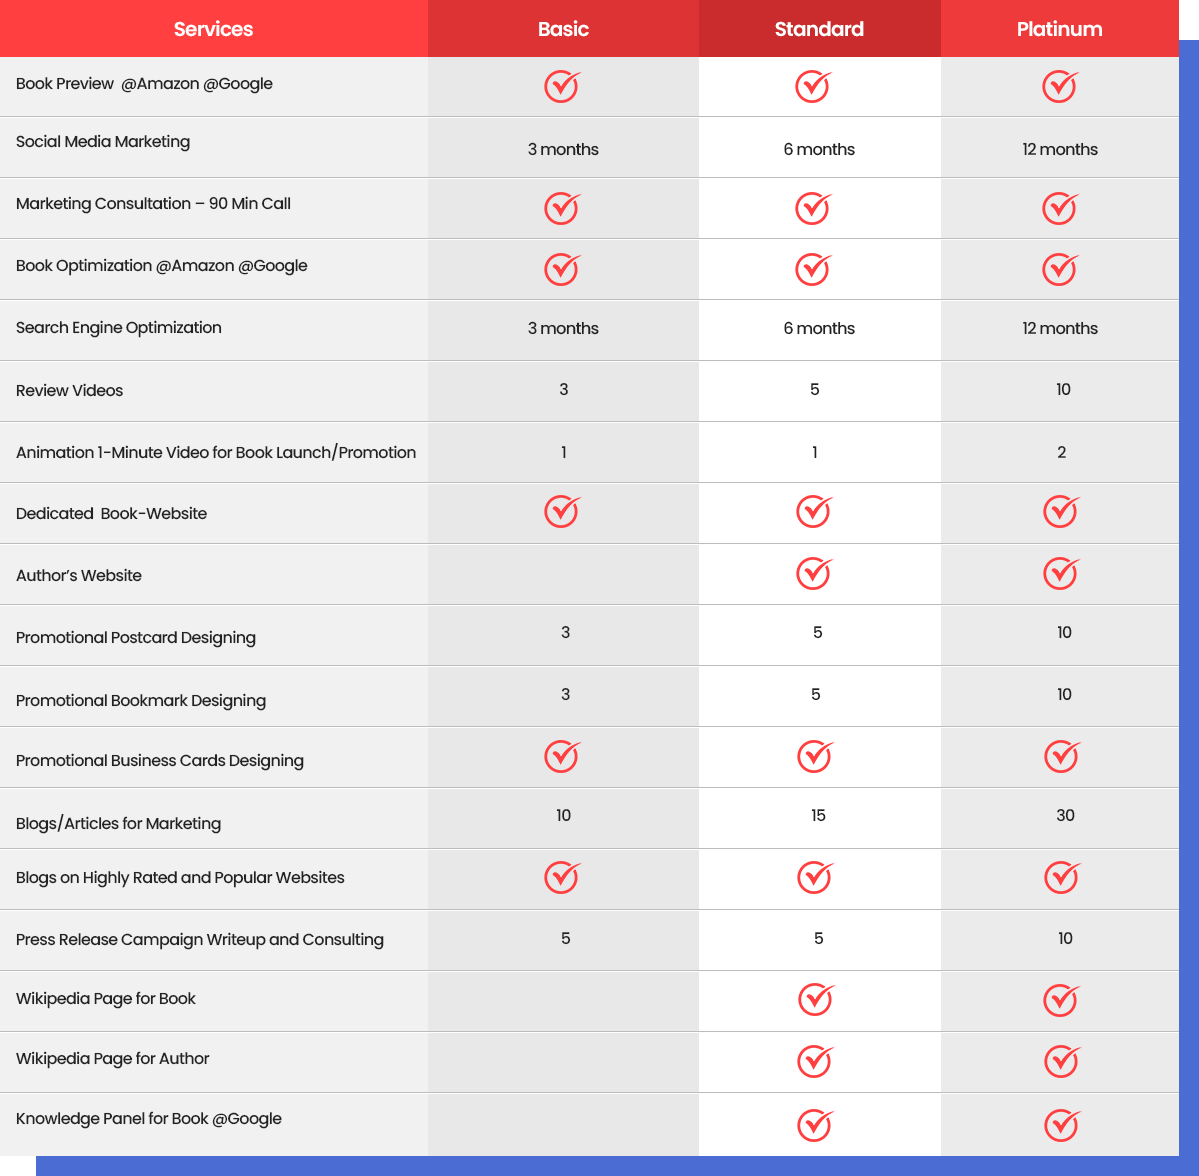 Services Basic Standard Platinum
Book Preview  @Amazon @Google
Social Media Marketing 3 months 6 months 12 months
Marketing Consultation – 90 Min Call
Book Optimization @Amazon @Google
Search Engine Optimization 3 months 6 months 12 months
Review Videos 3 5 10
Animation 1-Minute Video for Book Launch/Promotion 1 1 2
Dedicated  Book-Website
Author’s Website
Promotional Postcard Designing 3 5 10
Promotional Bookmark Designing 3 5 10
Promotional Business Cards Designing
Blogs/Articles for Marketing 10 15 30
Blogs on Highly Rated and Popular Websites
Press Release Campaign Writeup and Consulting 5 5 10
Wikipedia Page for Book
Wikipedia Page for Author
Knowledge Panel for Book @Google